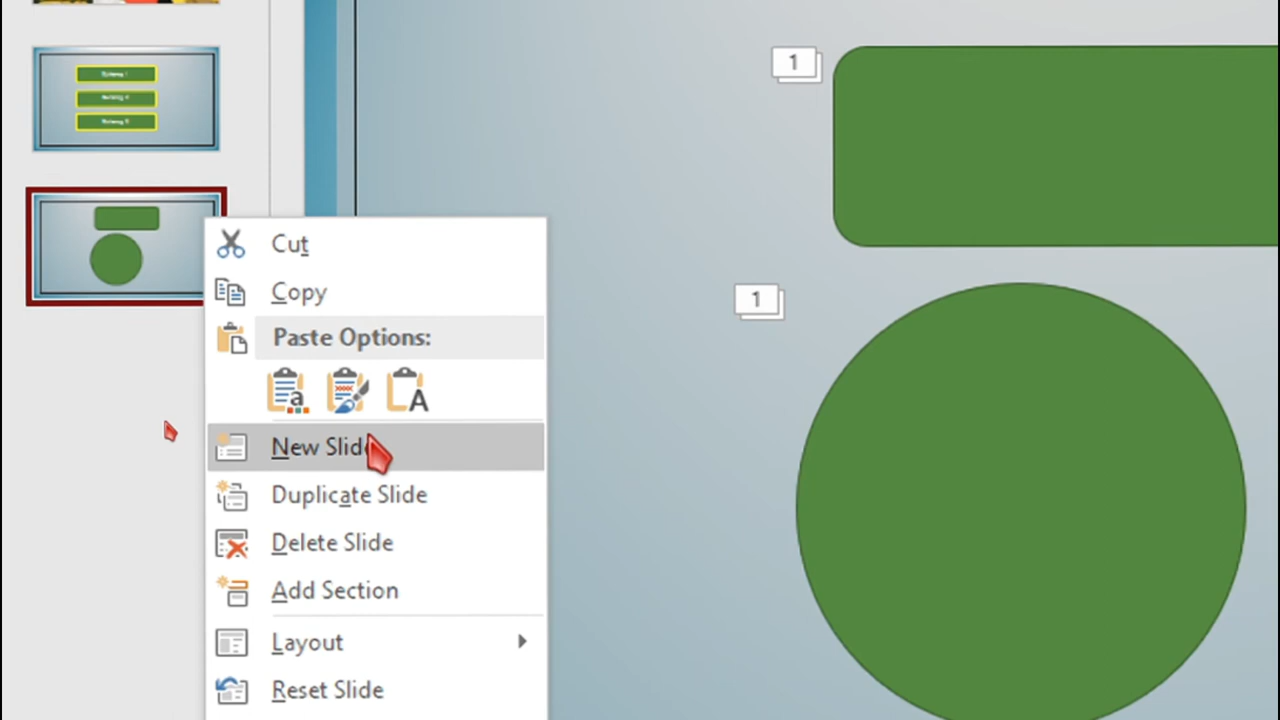 1
1
Cut
Copy
Paste Options:
New Slide
Duplicate Slide
Delete Slide
Add Section
Layout
Reset Slide